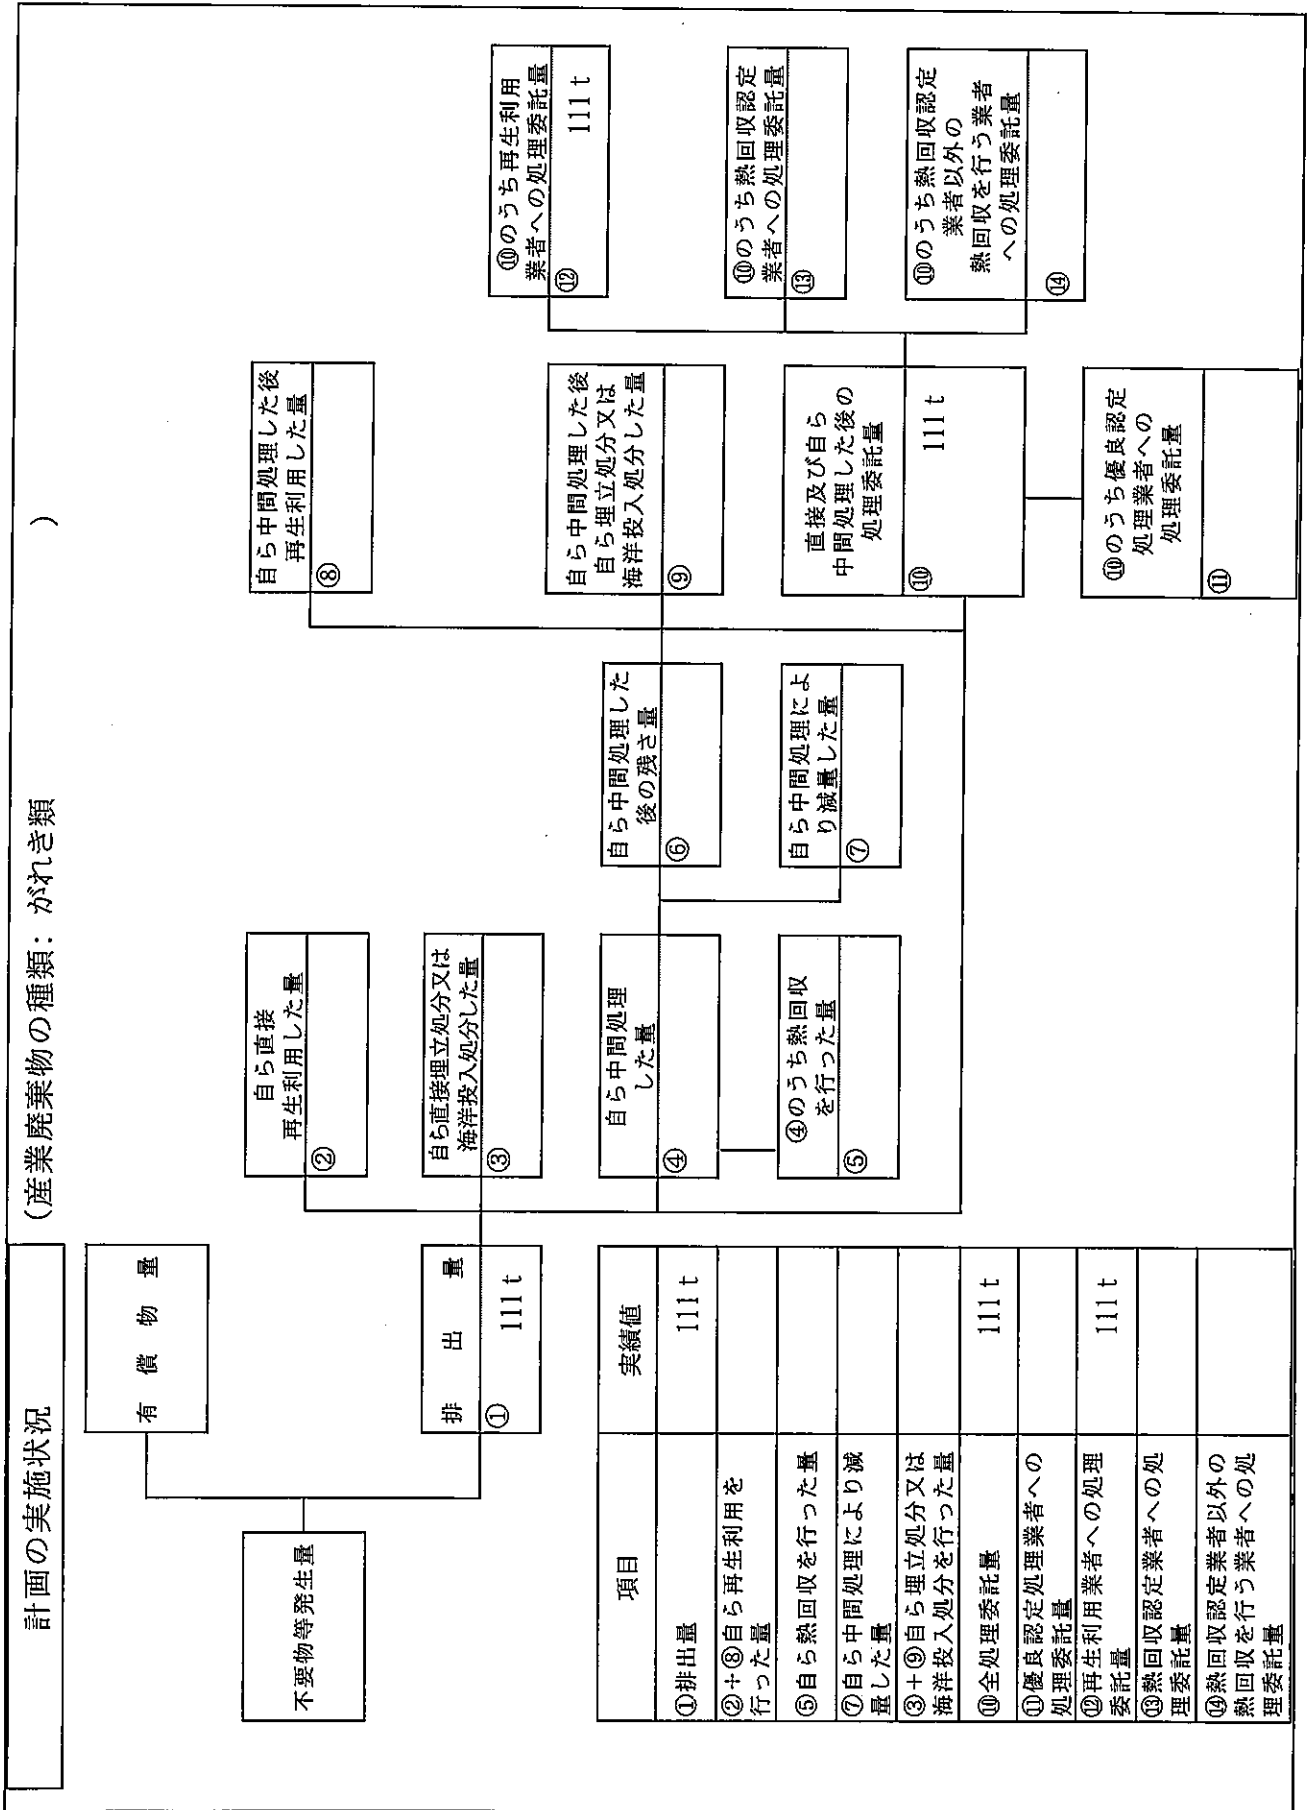 計画の実施状況
(産業廃棄物の種類：がれき類 )
不要物等発生量
有償物量
排出量
①
111 t
自ら直接
再生利用した量
②
自ら直接埋立処分又は
海洋投入処分した量
③
自ら中間処理
した量
④
④のうち熱回収
を行った量
⑤
自ら中間処理した
後の残さ量
⑥
自ら中間処理によ
り減量した量
⑦
自ら中間処理した後
再生利用した量
⑧
自ら中間処理した後
自ら埋立処分又は
海洋投入処分した量
⑨
直接及び自ら
中間処理した後の
処理委託量
⑩
111 t
⑩のうち優良認定
処理業者への
処理委託量
⑪
⑩のうち再生利用
業者への処理委託量
⑫
111 t
⑩のうち熱回収認定
業者への処理委託量
⑬
⑩のうち熱回収認定
業者以外の
熱回収を行う業者
への処理委託量
⑭
項目 実績値
①排出量 111 t
②+⑧自ら再生利用を
行った量
⑤自ら熱回収を行った量
⑦自ら中間処理により減
量した量
③+⑨自ら埋立処分又は
海洋投入処分を行った量
⑩全処理委託量 111 t
⑪優良認定処理業者への
処理委託量
⑫再生利用業者への処理
委託量 111 t
⑬熱回収認定業者への処
理委託量
⑭熱回収認定業者以外の
熱回収を行う業者への処
理委託量